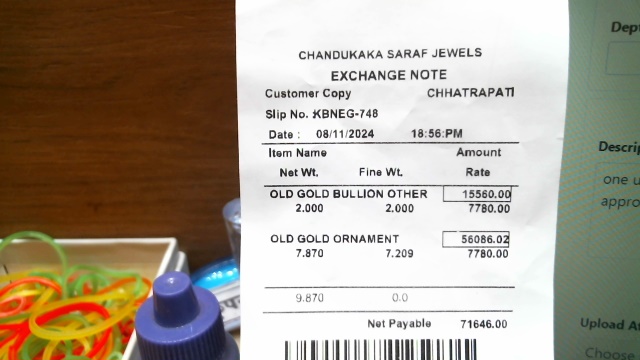 CHANDUKAKA SARAF JEWELS
EXCHANGE NOTE
Customer Copy CHHATRAPATI
Slip No. :KBNEG-748
Date : 08/11/2024 18:56:PM
Item Name Amount
Net Wt. Fine Wt. Rate
OLD GOLD BULLION OTHER 15560.00
2.000 2.000 7780.00
OLD GOLD ORNAMENT 56086.02
7.870 7.209 7780.00
9.870 0.0
Net Payable 71646.00
Dept
Descrip
one u
appro
Upload At
Choose